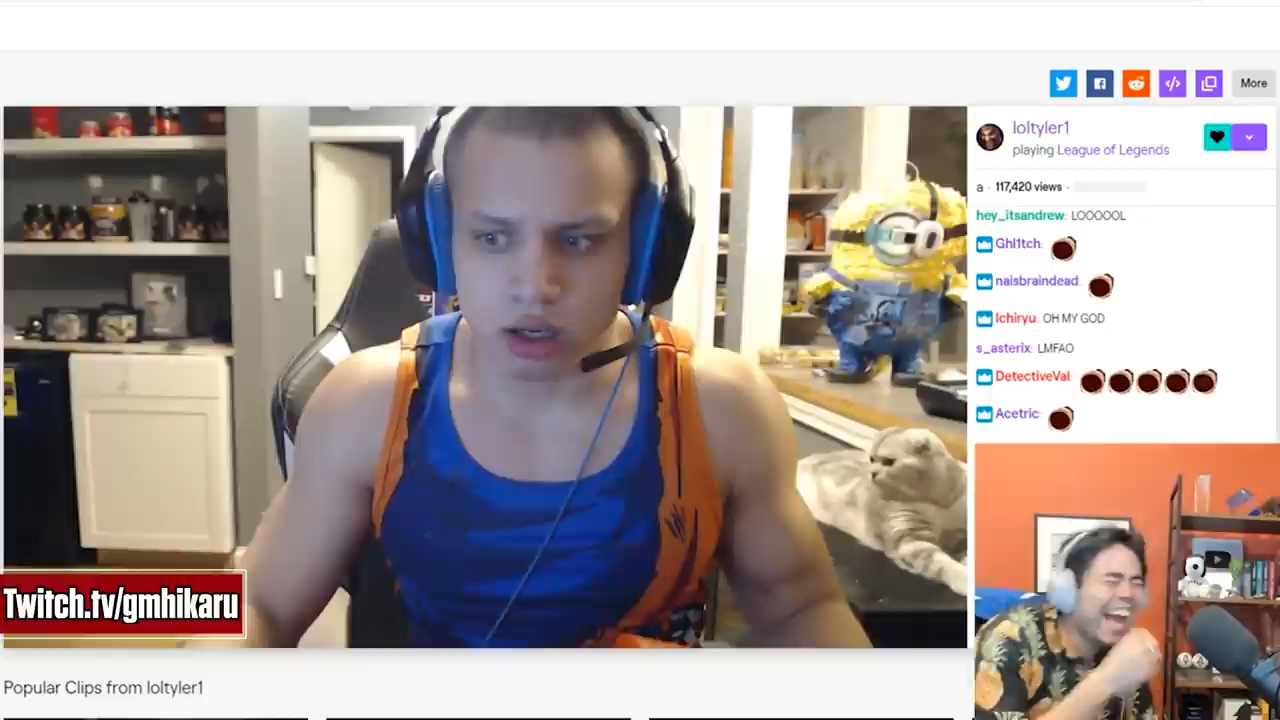 More
loltyler1
playing League of Legends
a · 117,420 views ·
hey_itsandrew: LOOOOOL
Ghl1tch:
naisbraindead:
Ichiryu: OH MY GOD
s_asterix: LMFAO
DetectiveVal:
Acetric:
Twitch.tv/gmhikaru
Popular Clips from loltyler1